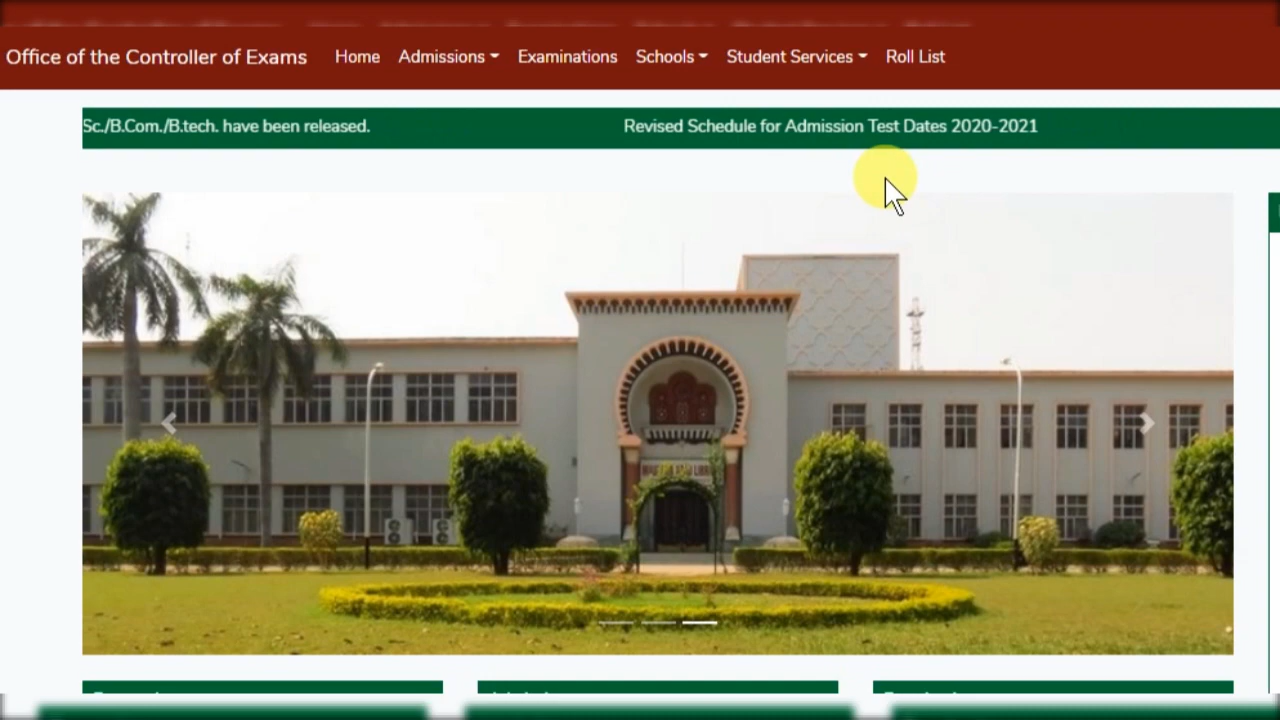 Office of the Controller of Exams Home Admissions Examinations Schools Student Services Roll List
Sc./B.Com./B.tech. have been released. Revised Schedule for Admission Test Dates 2020-2021